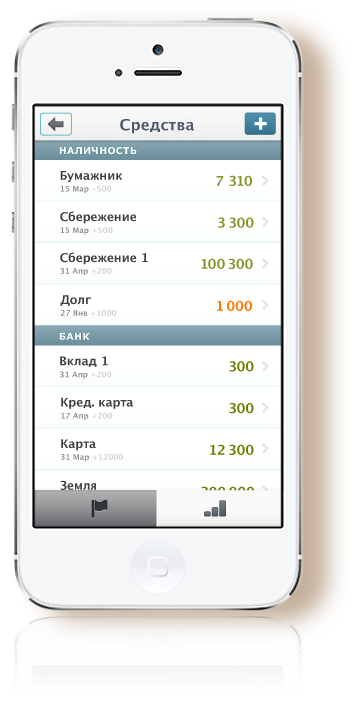 Средства
НАЛИЧНОСТЬ
Бумажник
7 310
15 Мар -500
Сбережение
3 300
15 Мар +500
Сбережение 1
100 300
31 Апр +200
Долг
1 000
27 Янв +1000
БАНК
Вклад 1
300
31 Апр +200
Кред. карта
300
17 Апр +200
Карта
12 300
31 Мар +12000
Земля